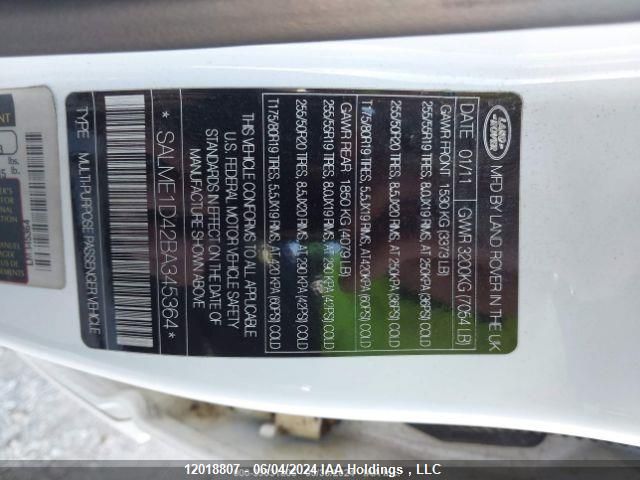 LAND ROVER
MFD BY LAND ROVER IN THE UK
DATE 01/11 GVWR 3200KG (7054 LB)
GAWR FRONT 1530 KG (3373 LB)
255/55R19 TIRES, 8.0JX19 RIMS, AT 250KPA (36PSI) COLD
255/50R20 TIRES, 8.5JX20 RIMS, AT 250KPA (36PSI) COLD
T175/80R19 TIRES, 5.5JX19 RIMS, AT 420KPA (60PSI) COLD
GAWR REAR 1850 KG (4079 LB)
255/55R19 TIRES, 8.0JX19 RIMS, AT 290 KPA (42PSI) COLD
255/50R20 TIRES, 8.5JX20 RIMS, AT 290 KPA (42PSI) COLD
T175/80R19 TIRES, 5.5JX19 RIMS, AT 420 KPA (60PSI) COLD
THIS VEHICLE CONFORMS TO ALL APPLICABLE
U.S. FEDERAL MOTOR VEHICLE SAFETY
STANDARDS IN EFFECT ON THE DATE OF
MANUFACTURE SHOWN ABOVE.
* SALME1D42BA345364 *
TYPE MULTI-PURPOSE PASSENGER VEHICLE
lbs.
lb.
12018807 - 06/04/2024 IAA Holdings , LLC